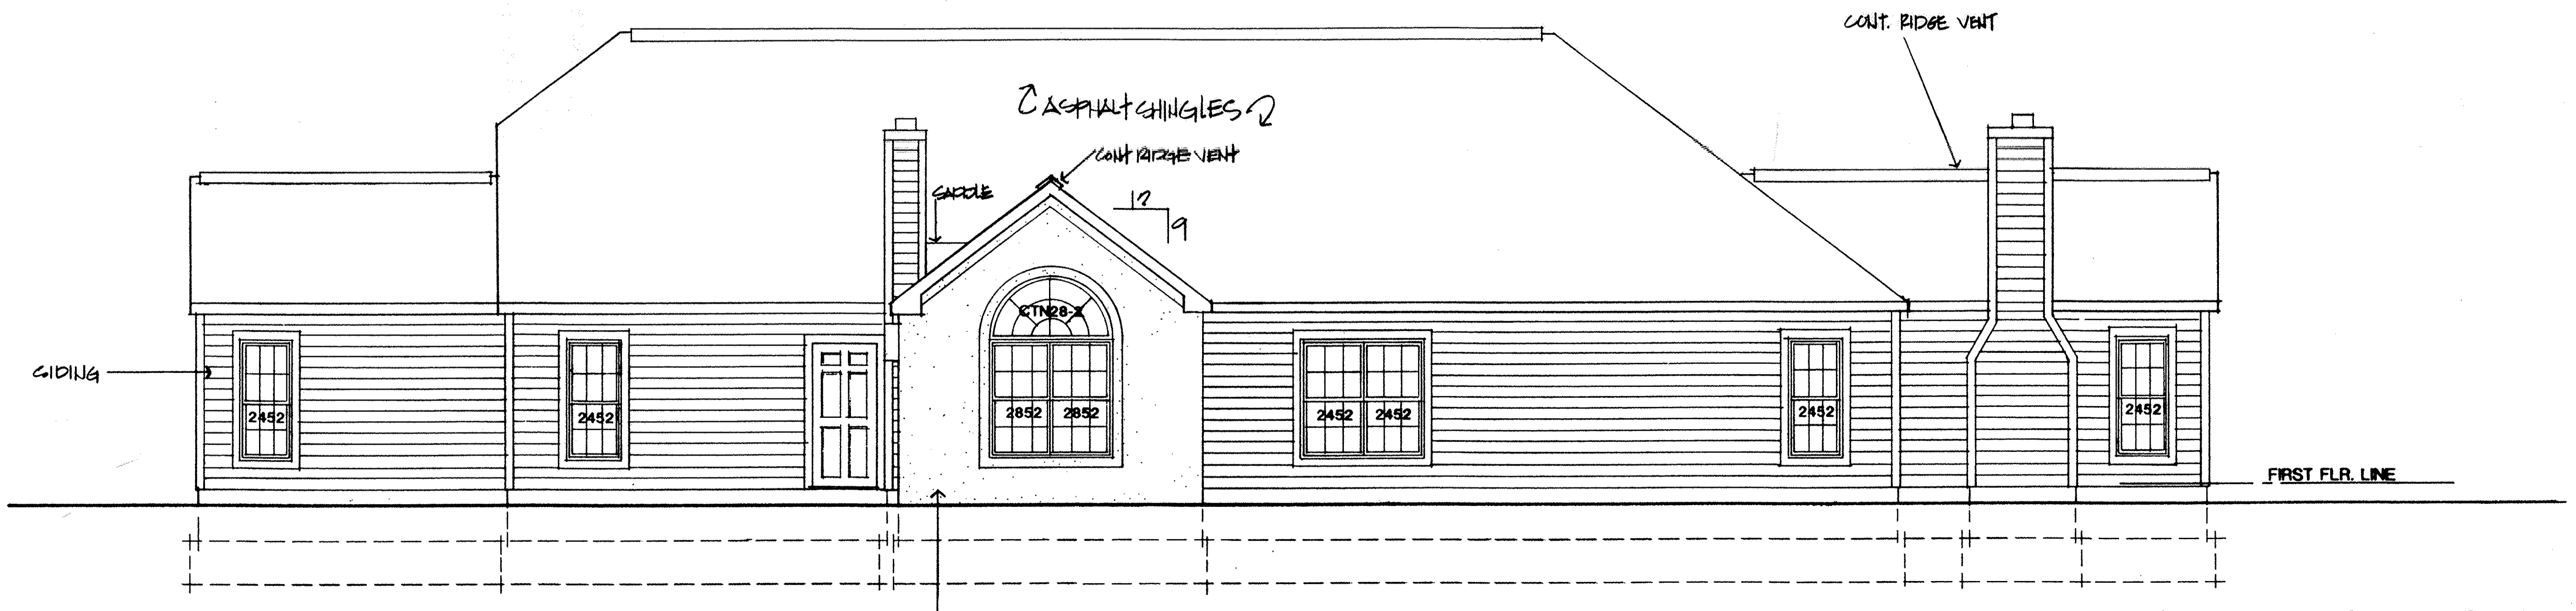 CONT. RIDGE VENT
ASPHALT SHINGLES
CONT RIDGE VENT
SADDLE
12
9
CTN28-2
SIDING
2452
2452
2852 2852
2452 2452
2452
2452
FIRST FLR. LINE